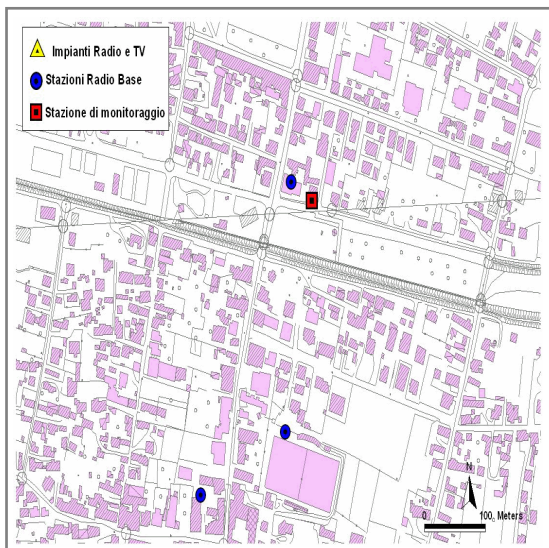 Impianti Radio e TV
Stazioni Radio Base
Stazione di monitoraggio
N
0 100 Meters